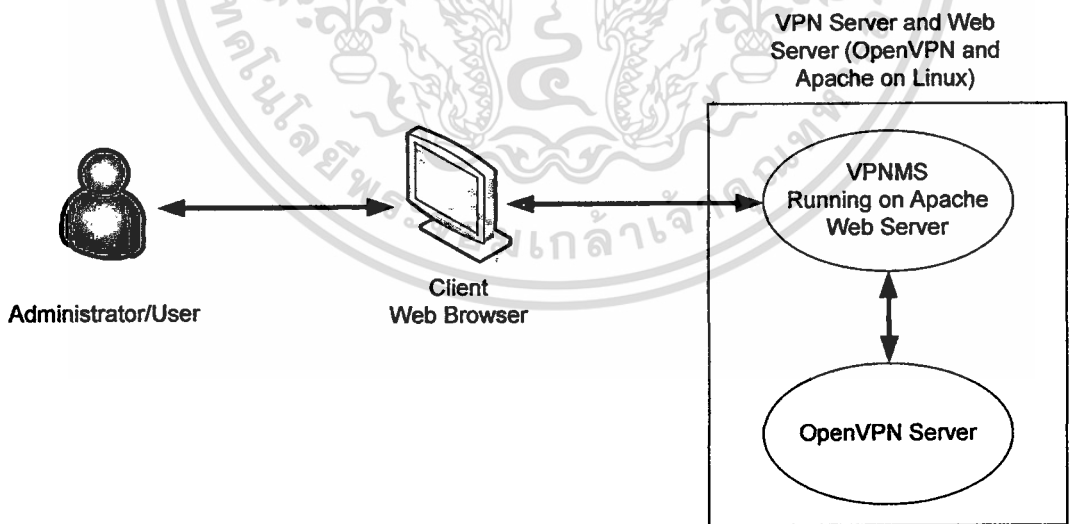 VPN Server and Web
Server (OpenVPN and
Apache on Linux)
VPNMS
Running on Apache
Web Server
Client
Web Browser
Administrator/User
OpenVPN Server